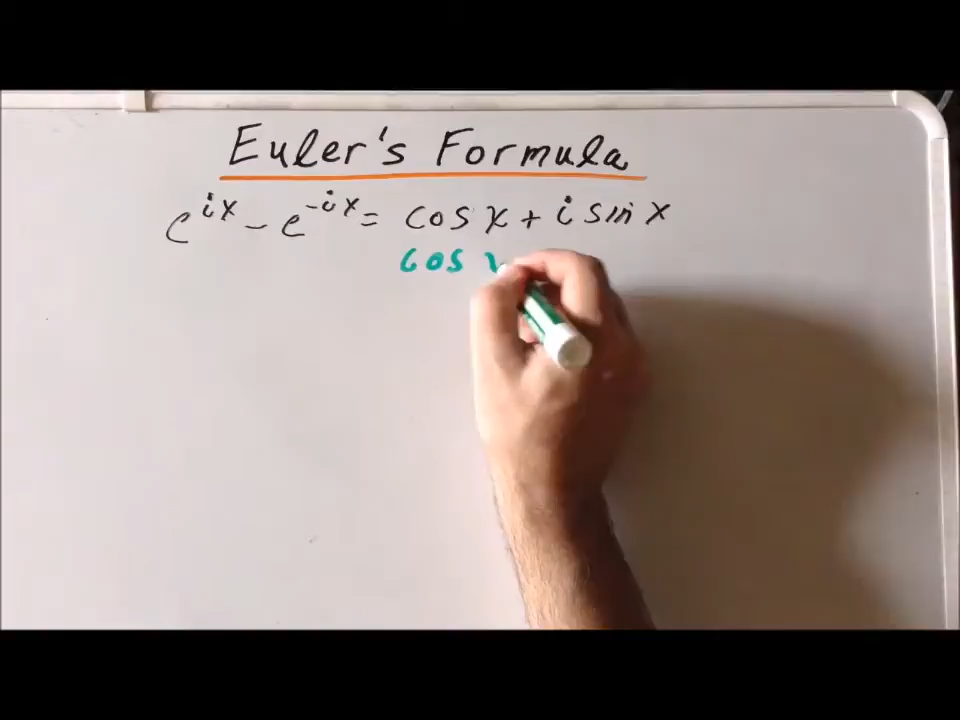 Euler's Formula
e^{ix} - e^{-ix} = cos x + i sin x
cos